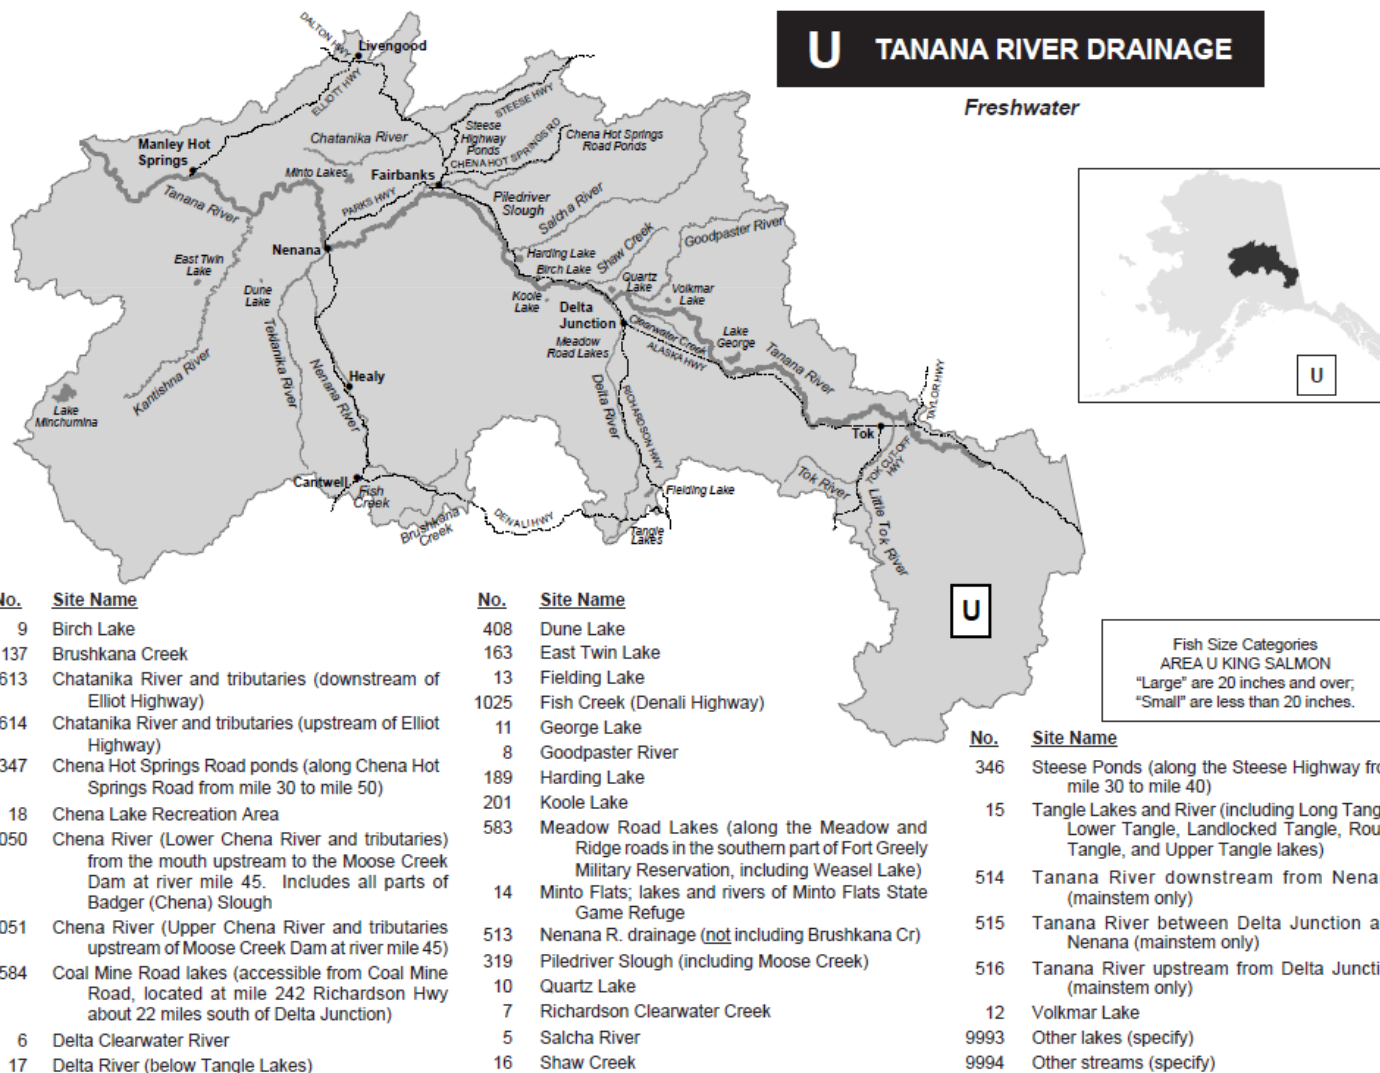 U TANANA RIVER DRAINAGE
Freshwater
DALTON HWY
Livengood
ELLIOTT HWY
STEESE HWY
Chatanika River
Steese
Highway
Ponds
CHENA HOT SPRINGS RD
Chena Hot Springs
Road Ponds
Manley Hot
Springs
Minto Lakes
Fairbanks
Tanana River
PARKS HWY
Piledriver
Slough
Salcha River
Nenana
East Twin
Lake
Dune
Lake
Harding Lake
Birch Lake
Shaw Creek
Goodpaster River
Quartz
Lake
Volkmar
Lake
Koole
Lake
Delta
Junction
Clearwater Creek
Lake
George
Meadow
Road Lakes
ALASKA HWY
Tanana River
Teklanika River
Nenana River
Kantishna River
Healy
Lake
Minchumina
Delta River
RICHARDSON HWY
TAYLOR HWY
Tok
TOK CUT-OFF
HWY
Tok River
Little Tok River
Cantwell
Fish
Creek
Brushkana
Creek
DENALI HWY
Fielding Lake
Tangle
Lakes
U
U
Fish Size Categories
AREA U KING SALMON
“Large” are 20 inches and over;
“Small” are less than 20 inches.
No. Site Name
9 Birch Lake
137 Brushkana Creek
613 Chatanika River and tributaries (downstream of
Elliot Highway)
614 Chatanika River and tributaries (upstream of Elliot
Highway)
347 Chena Hot Springs Road ponds (along Chena Hot
Springs Road from mile 30 to mile 50)
18 Chena Lake Recreation Area
050 Chena River (Lower Chena River and tributaries)
from the mouth upstream to the Moose Creek
Dam at river mile 45. Includes all parts of
Badger (Chena) Slough
051 Chena River (Upper Chena River and tributaries
upstream of Moose Creek Dam at river mile 45)
584 Coal Mine Road lakes (accessible from Coal Mine
Road, located at mile 242 Richardson Hwy
about 22 miles south of Delta Junction)
6 Delta Clearwater River
17 Delta River (below Tangle Lakes)
No. Site Name
408 Dune Lake
163 East Twin Lake
13 Fielding Lake
1025 Fish Creek (Denali Highway)
11 George Lake
8 Goodpaster River
189 Harding Lake
201 Koole Lake
583 Meadow Road Lakes (along the Meadow and
Ridge roads in the southern part of Fort Greely
Military Reservation, including Weasel Lake)
14 Minto Flats; lakes and rivers of Minto Flats State
Game Refuge
513 Nenana R. drainage (not including Brushkana Cr)
319 Piledriver Slough (including Moose Creek)
10 Quartz Lake
7 Richardson Clearwater Creek
5 Salcha River
16 Shaw Creek
No. Site Name
346 Steese Ponds (along the Steese Highway fro
mile 30 to mile 40)
15 Tangle Lakes and River (including Long Tang
Lower Tangle, Landlocked Tangle, Rou
Tangle, and Upper Tangle lakes)
514 Tanana River downstream from Nena
(mainstem only)
515 Tanana River between Delta Junction a
Nenana (mainstem only)
516 Tanana River upstream from Delta Juncti
(mainstem only)
12 Volkmar Lake
9993 Other lakes (specify)
9994 Other streams (specify)